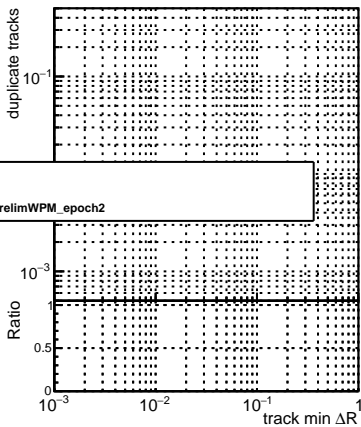 duplicate tracks
10⁻¹
relimWPM_epoch2
10⁻³
Ratio
1
0.5
0
10⁻³ 10⁻² 10⁻¹ 1
track min ΔR